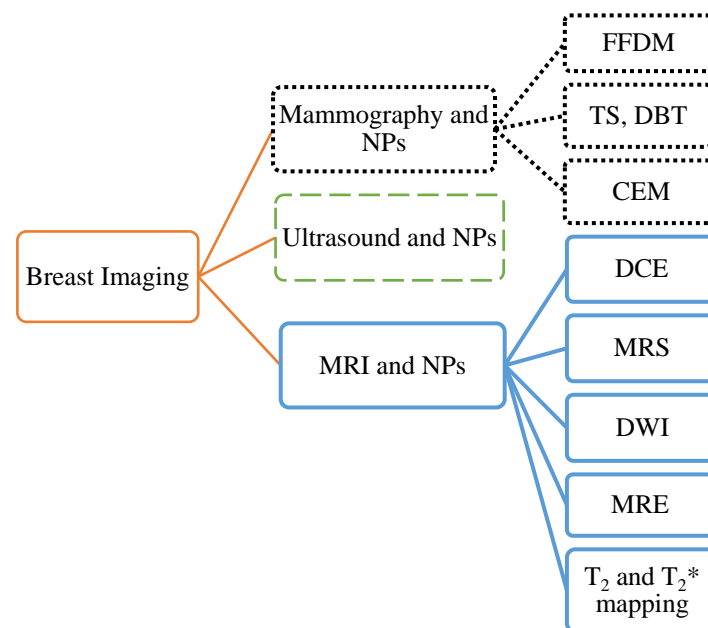 Breast Imaging
Mammography and
NPs
FFDM
TS, DBT
CEM
Ultrasound and NPs
MRI and NPs
DCE
MRS
DWI
MRE
T₂ and T₂*
mapping